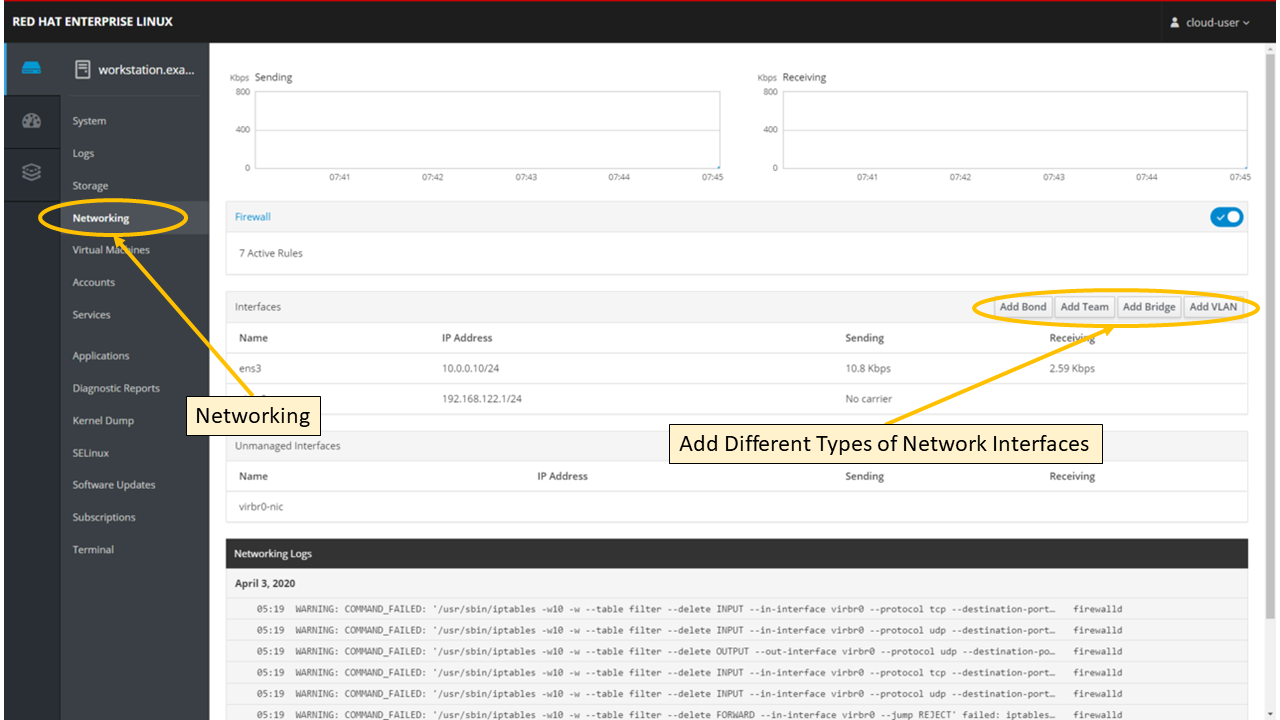 RED HAT ENTERPRISE LINUX
cloud-user
workstation.exa...
System
Logs
Storage
Networking
Virtual Machines
Accounts
Services
Applications
Diagnostic Reports
Kernel Dump
SELinux
Software Updates
Subscriptions
Terminal
Kbps Sending
800
400
0
07:41 07:42 07:43 07:44 07:45
Kbps Receiving
800
400
0
07:41 07:42 07:43 07:44 07:45
Firewall
7 Active Rules
Interfaces Add Bond Add Team Add Bridge Add VLAN
Name IP Address Sending Receiving
ens3 10.0.0.10/24 10.8 Kbps 2.59 Kbps
192.168.122.1/24 No carrier
Networking
Add Different Types of Network Interfaces
Unmanaged Interfaces
Name IP Address Sending Receiving
virbr0-nic
Networking Logs
April 3, 2020
05:19 WARNING: COMMAND_FAILED: '/usr/sbin/iptables -w10 -w --table filter --delete INPUT --in-interface virbr0 --protocol tcp --destination-port… firewalld
05:19 WARNING: COMMAND_FAILED: '/usr/sbin/iptables -w10 -w --table filter --delete INPUT --in-interface virbr0 --protocol udp --destination-port… firewalld
05:19 WARNING: COMMAND_FAILED: '/usr/sbin/iptables -w10 -w --table filter --delete OUTPUT --out-interface virbr0 --protocol udp --destination-po… firewalld
05:19 WARNING: COMMAND_FAILED: '/usr/sbin/iptables -w10 -w --table filter --delete INPUT --in-interface virbr0 --protocol tcp --destination-port… firewalld
05:19 WARNING: COMMAND_FAILED: '/usr/sbin/iptables -w10 -w --table filter --delete INPUT --in-interface virbr0 --protocol udp --destination-port… firewalld
05:19 WARNING: COMMAND_FAILED: '/usr/sbin/iptables -w10 -w --table filter --delete FORWARD --in-interface virbr0 --jump REJECT' failed: iptables… firewalld